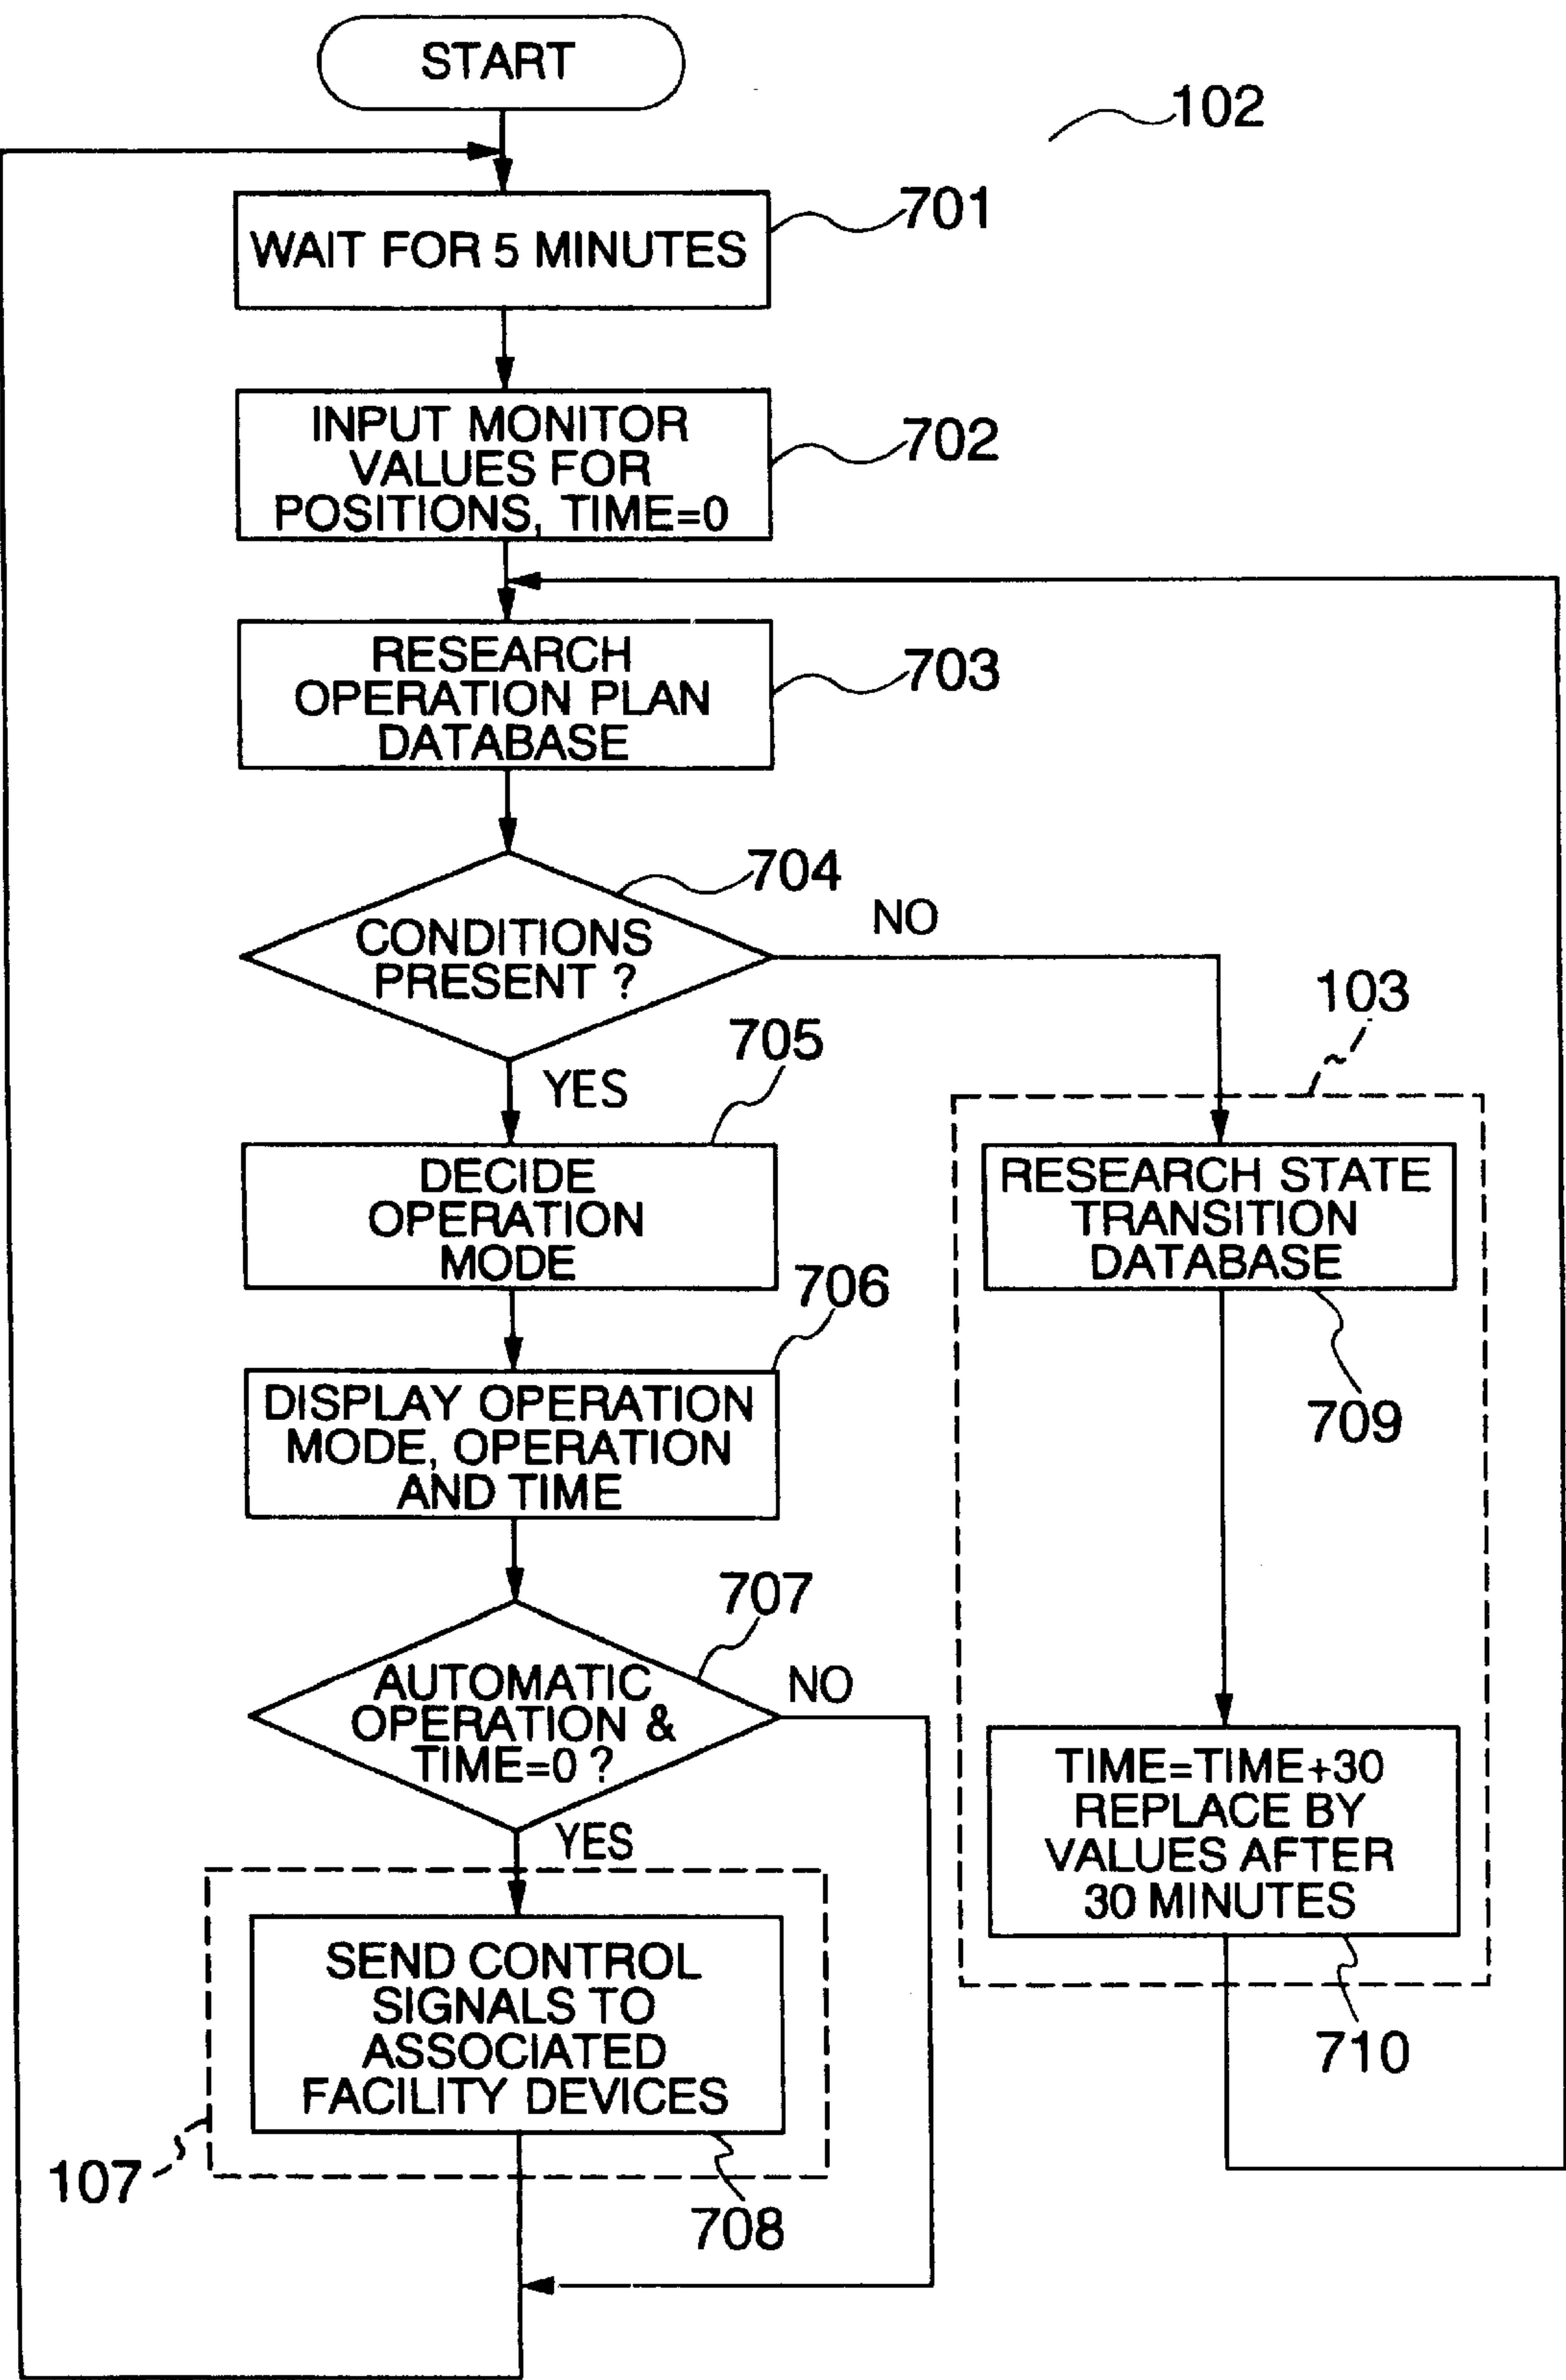 START
102
701
WAIT FOR 5 MINUTES
INPUT MONITOR
VALUES FOR
POSITIONS, TIME=0
702
RESEARCH
OPERATION PLAN
DATABASE
703
704
CONDITIONS
PRESENT ?
NO
YES
103
705
DECIDE
OPERATION
MODE
RESEARCH STATE
TRANSITION
DATABASE
709
706
DISPLAY OPERATION
MODE, OPERATION
AND TIME
707
AUTOMATIC
OPERATION &
TIME=0 ?
NO
YES
TIME=TIME+30
REPLACE BY
VALUES AFTER
30 MINUTES
710
SEND CONTROL
SIGNALS TO
ASSOCIATED
FACILITY DEVICES
107
708